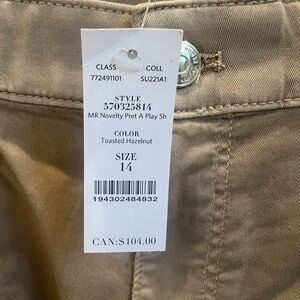 CLASS COLL
772491101 SU221A1
STYLE
570325814
MR Novelty Pret A Play Sh
COLOR
Toasted Hazelnut
SIZE
14
194302484832
CAN:$104.00